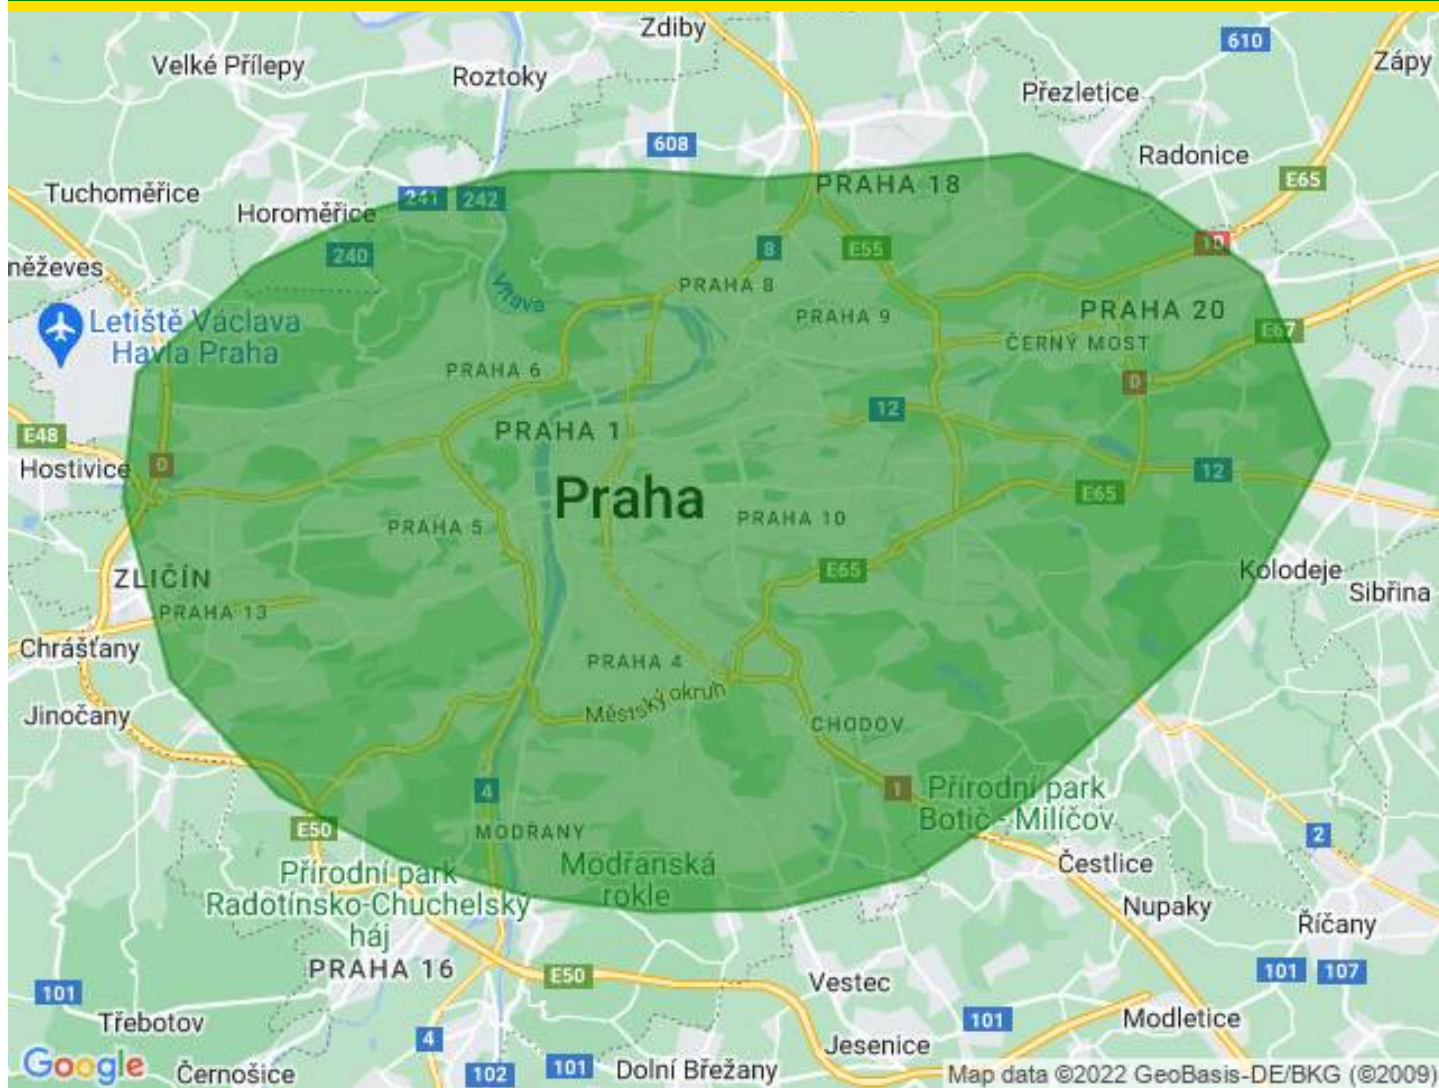 Zdiby
610
Velké Přílepy
Roztoky
Zápy
Přezletice
608
Radonice
E65
PRAHA 18
Tuchoměřice
241
242
Horoměřice
10
240
8
E55
něževes
Vltava
PRAHA 8
PRAHA 20
Letiště Václava
Havla Praha
PRAHA 9
E67
ČERNÝ MOST
PRAHA 6
0
12
E48
PRAHA 1
Hostivice
0
12
Praha
E65
PRAHA 5
PRAHA 10
E65
Kolodeje
ZLIČÍN
Sibřina
PRAHA 13
Chrášťany
PRAHA 4
Městský okruh
Jinočany
CHODOV
4
1
Přírodní park
Botič - Milíčov
E50
MODŘANY
2
Modřanská
rokle
Čestlice
Přírodní park
Radotínsko-Chuchelský
háj
Nupaky
Říčany
PRAHA 16
E50
101
107
Vestec
101
Třebotov
101
Modletice
4
Jesenice
Google
Černošice
102
101
Dolní Břežany
Map data ©2022 GeoBasis-DE/BKG (©2009)